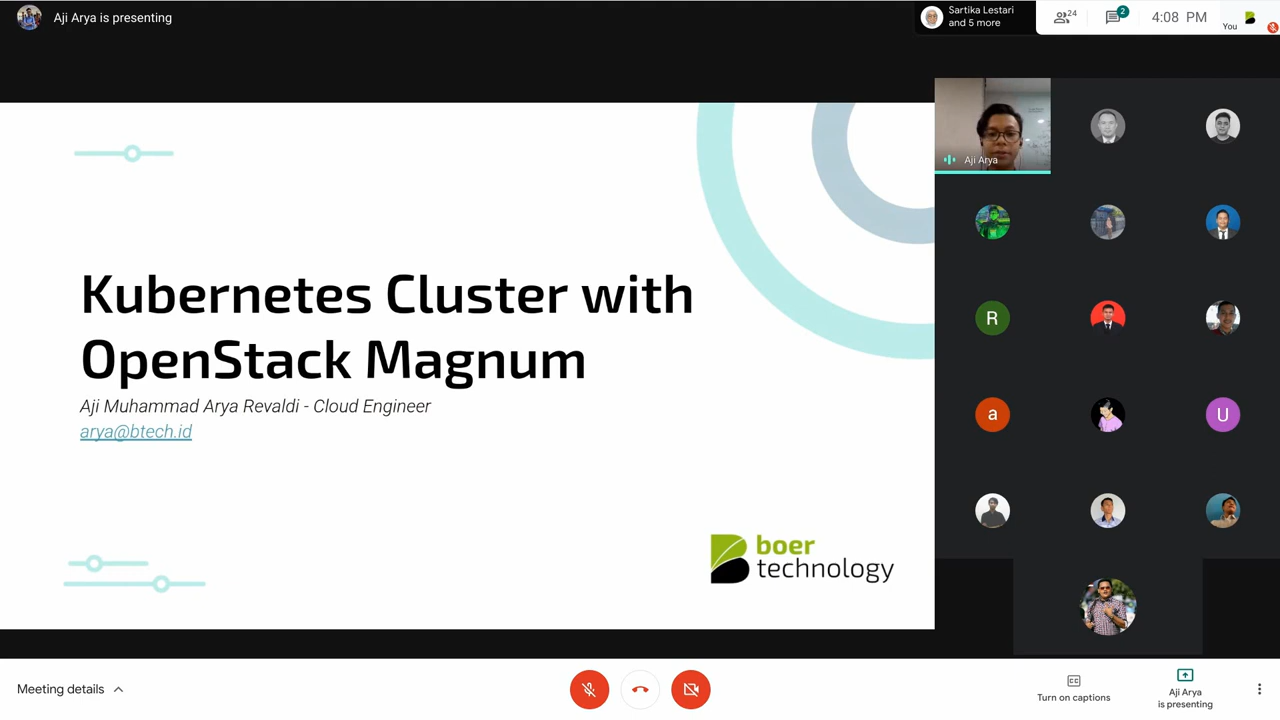 Aji Arya is presenting
Sartika Lestari
and 5 more
24
2
4:08 PM
You
Aji Arya
Kubernetes Cluster with
OpenStack Magnum
Aji Muhammad Arya Revaldi - Cloud Engineer
arya@btech.id
boer
technology
R
a
U
Meeting details
CC
Turn on captions
Aji Arya
is presenting